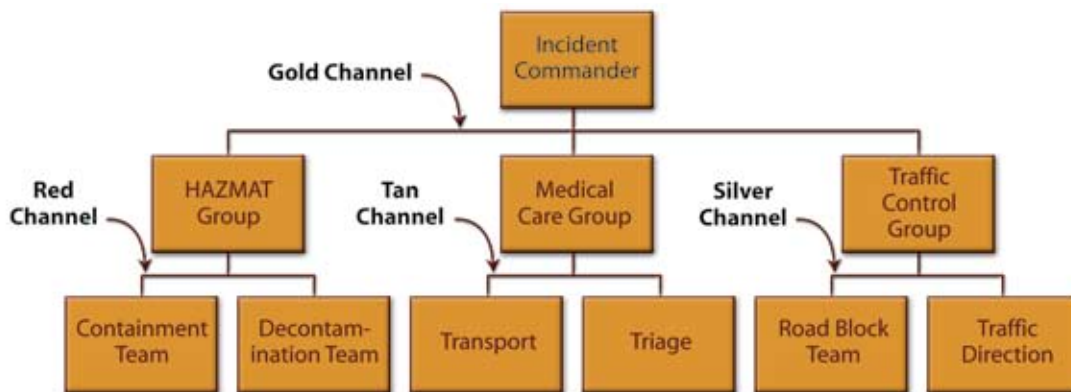 Incident
Commander
Gold Channel
HAZMAT
Group
Medical
Care Group
Traffic
Control
Group
Red
Channel
Tan
Channel
Silver
Channel
Containment
Team
Decontam-
ination Team
Transport
Triage
Road Block
Team
Traffic
Direction